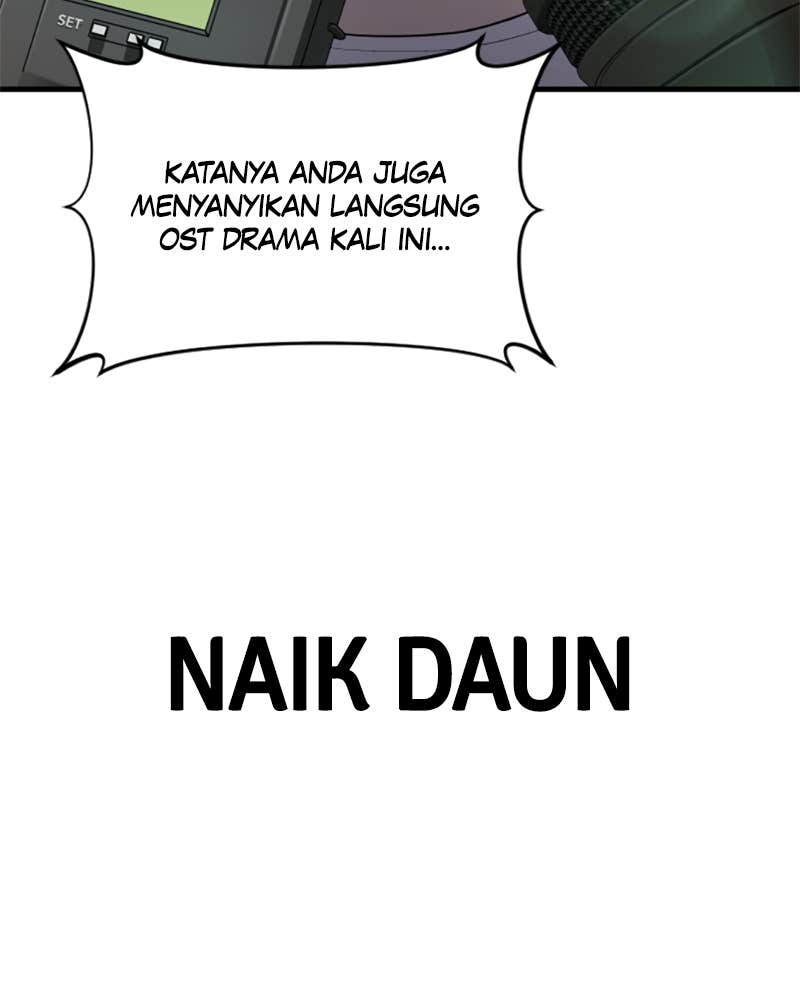 SET
KATANYA ANDA JUGA
MENYANYIKAN LANGSUNG
OST DRAMA KALI INI...
NAIK DAUN